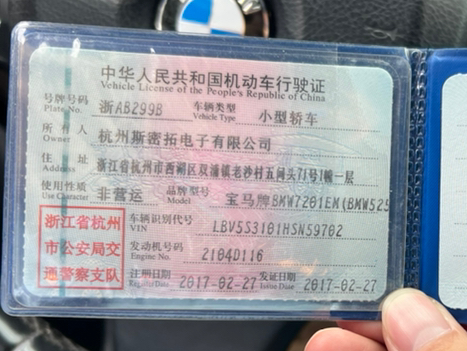 中华人民共和国机动车行驶证
Vehicle License of the People's Republic of China
号牌号码 浙AB299B 车辆类型 小型轿车
Plate No. Vehicle Type
所有人 杭州斯密拓电子有限公司
Owner
住址 浙江省杭州市西湖区双浦镇老沙村五间头71号1幢一层
Address
使用性质 非营运 品牌型号 宝马牌BMW7201EM(BMW525
Use Character Model
浙江省杭州
市公安局交
通警察支队
车辆识别代号 LBV5S3101HSN59702
VIN
发动机号码 2104D116
Engine No.
注册日期 2017-02-27 发证日期 2017-02-27
Register Date Issue Date